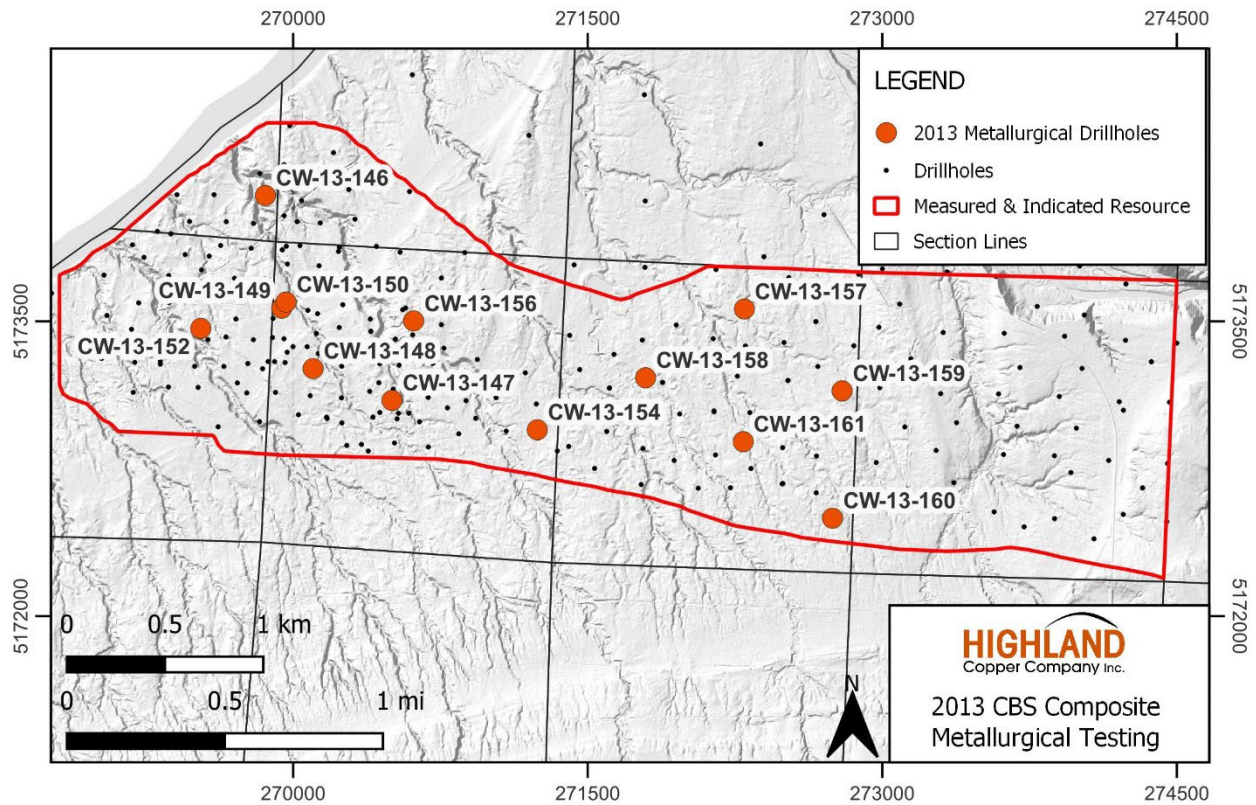 270000
271500
273000
274500
LEGEND
2013 Metallurgical Drillholes
Drillholes
Measured & Indicated Resource
Section Lines
CW-13-146
CW-13-149
CW-13-150
CW-13-156
CW-13-157
5173500
5173500
CW-13-152
CW-13-148
CW-13-158
CW-13-159
CW-13-147
CW-13-154
CW-13-161
CW-13-160
5172000
5172000
0 0.5 1 km
0 0.5 1 mi
N
HIGHLAND
Copper Company Inc.
2013 CBS Composite
Metallurgical Testing
270000
271500
273000
274500